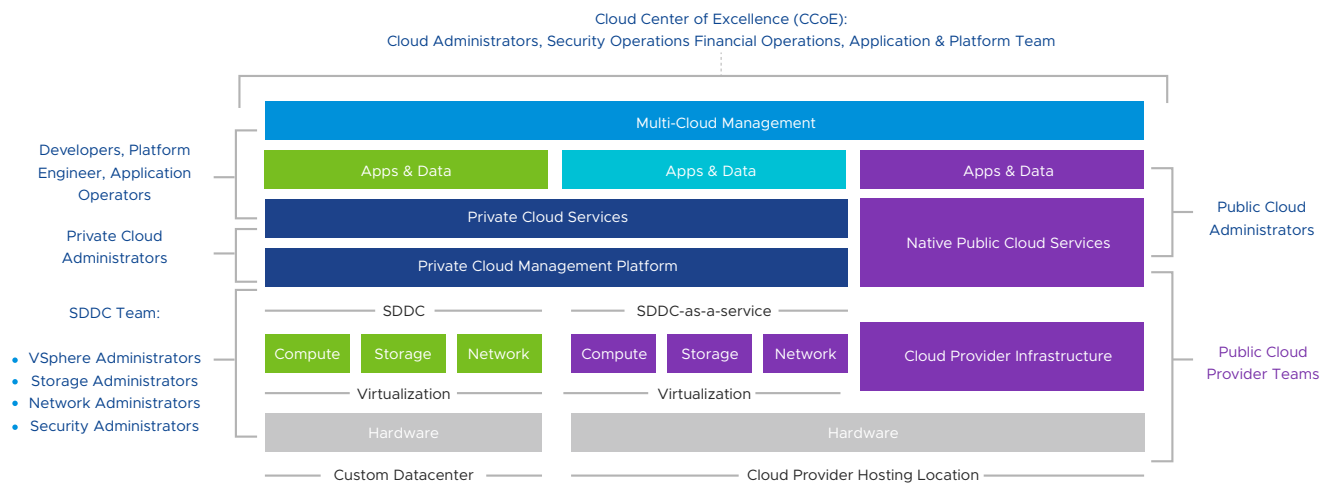 Cloud Center of Excellence (CCoE):
Cloud Administrators, Security Operations Financial Operations, Application & Platform Team
Multi-Cloud Management
Developers, Platform
Engineer, Application
Operators
Apps & Data
Apps & Data
Apps & Data
Private Cloud Services
Native Public Cloud Services
Public Cloud
Administrators
Private Cloud
Administrators
Private Cloud Management Platform
SDDC Team:
• VSphere Administrators
• Storage Administrators
• Network Administrators
• Security Administrators
SDDC
SDDC-as-a-service
Compute
Storage
Network
Compute
Storage
Network
Cloud Provider Infrastructure
Public Cloud
Provider Teams
Virtualization
Virtualization
Hardware
Hardware
Custom Datacenter
Cloud Provider Hosting Location